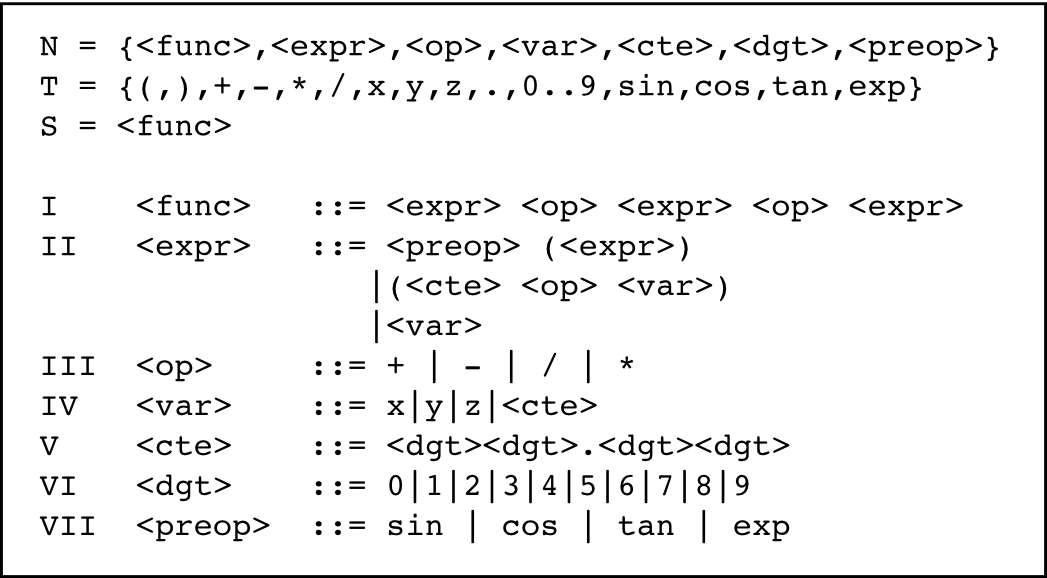 N = {<func>,<expr>,<op>,<var>,<cte>,<dgt>,<preop>}
T = {(,),+,-,*,/,x,y,z,.,0..9,sin,cos,tan,exp}
S = <func>
I <func> ::= <expr> <op> <expr> <op> <expr>
II <expr> ::= <preop> (<expr>)
|(<cte> <op> <var>)
|<var>
III <op> ::= + | - | / | *
IV <var> ::= x|y|z|<cte>
V <cte> ::= <dgt><dgt>.<dgt><dgt>
VI <dgt> ::= 0|1|2|3|4|5|6|7|8|9
VII <preop> ::= sin | cos | tan | exp